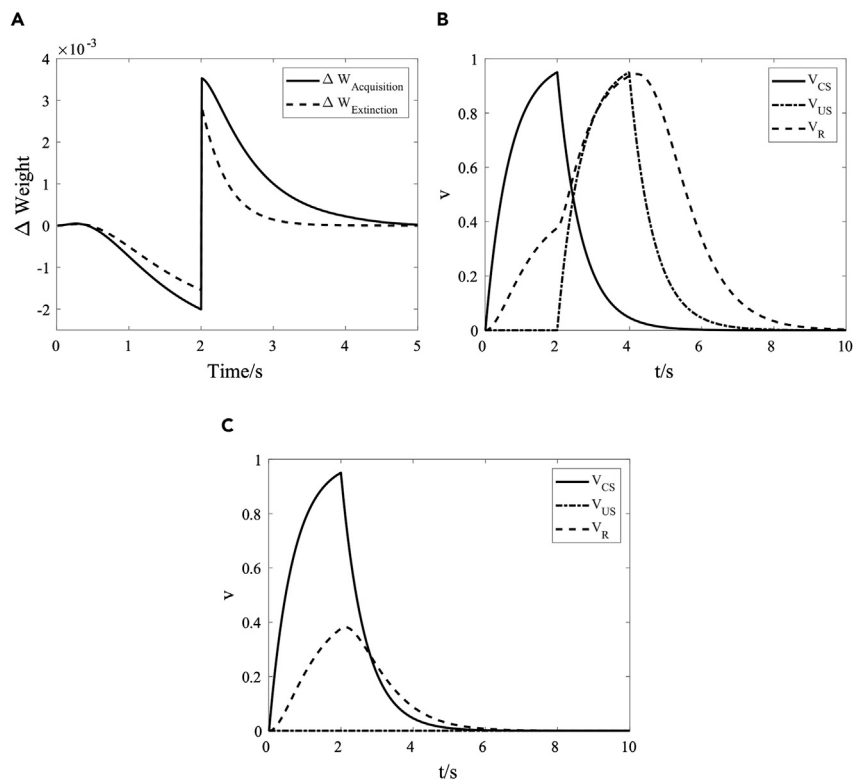 A
×10⁻³
4
3
2
1
0
-1
-2
Δ Weight
Δ W_Acquisition
Δ W_Extinction
0 1 2 3 4 5
Time/s
B
1
0.8
0.6
0.4
0.2
0
v
V_CS
V_US
V_R
0 2 4 6 8 10
t/s
C
1
0.8
0.6
0.4
0.2
0
v
V_CS
V_US
V_R
0 2 4 6 8 10
t/s